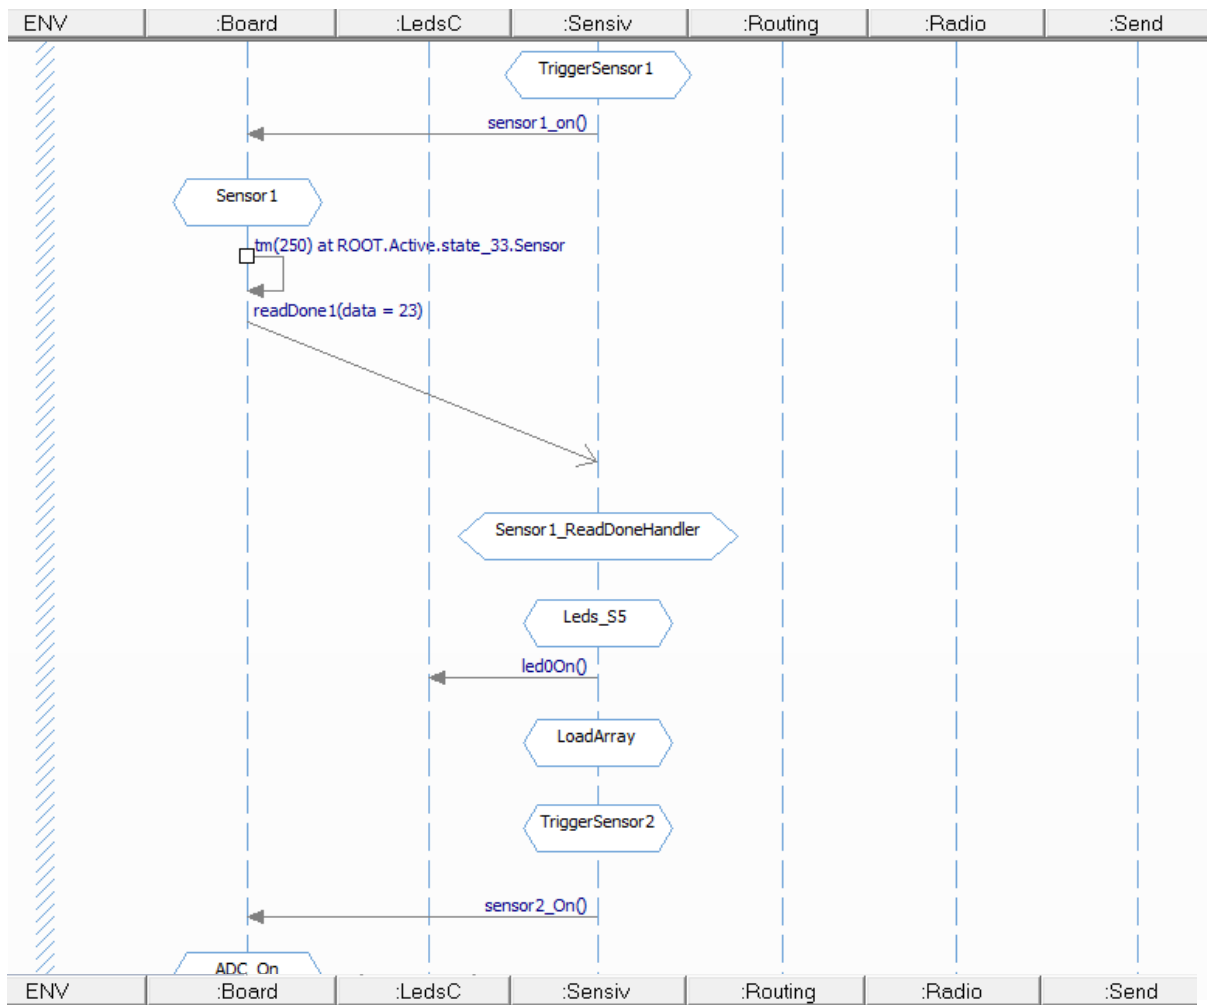 ENV :Board :LedsC :Sensiv :Routing :Radio :Send
TriggerSensor1
sensor1_on()
Sensor1
tm(250) at ROOT.Active.state_33.Sensor
readDone1(data = 23)
Sensor1_ReadDoneHandler
Leds_S5
led0On()
LoadArray
TriggerSensor2
sensor2_On()
ADC_On
ENV :Board :LedsC :Sensiv :Routing :Radio :Send